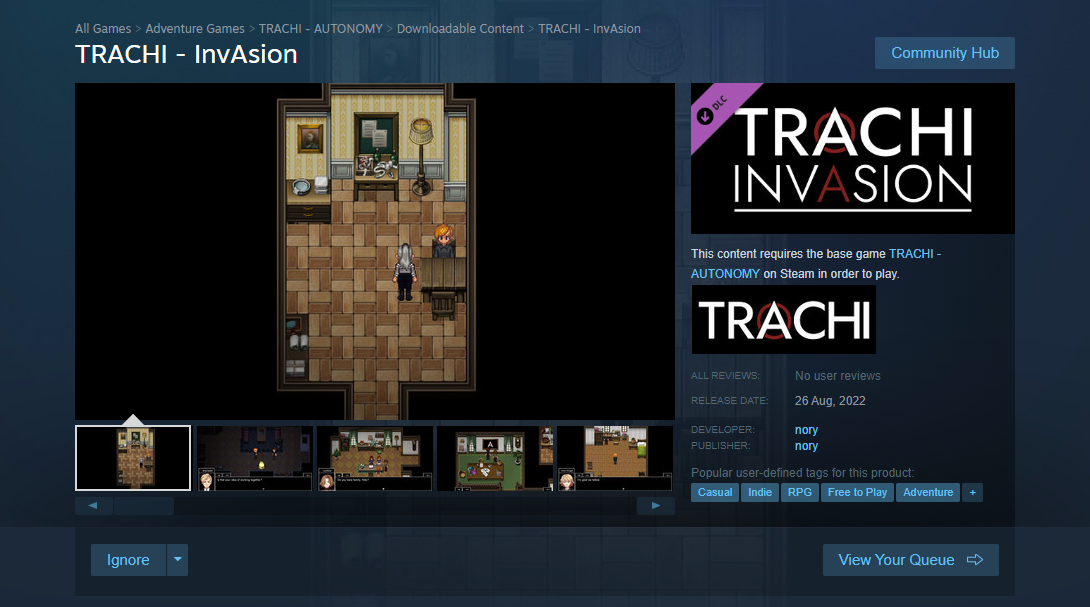 All Games > Adventure Games > TRACHI - AUTONOMY > Downloadable Content > TRACHI - InvAsion
TRACHI - InvAsion
Community Hub
DLC
TRACHI
INVASION
This content requires the base game TRACHI -
AUTONOMY on Steam in order to play.
TRACHI
ALL REVIEWS: No user reviews
RELEASE DATE: 26 Aug, 2022
DEVELOPER: nory
PUBLISHER: nory
Popular user-defined tags for this product:
Casual Indie RPG Free to Play Adventure +
Ignore
View Your Queue